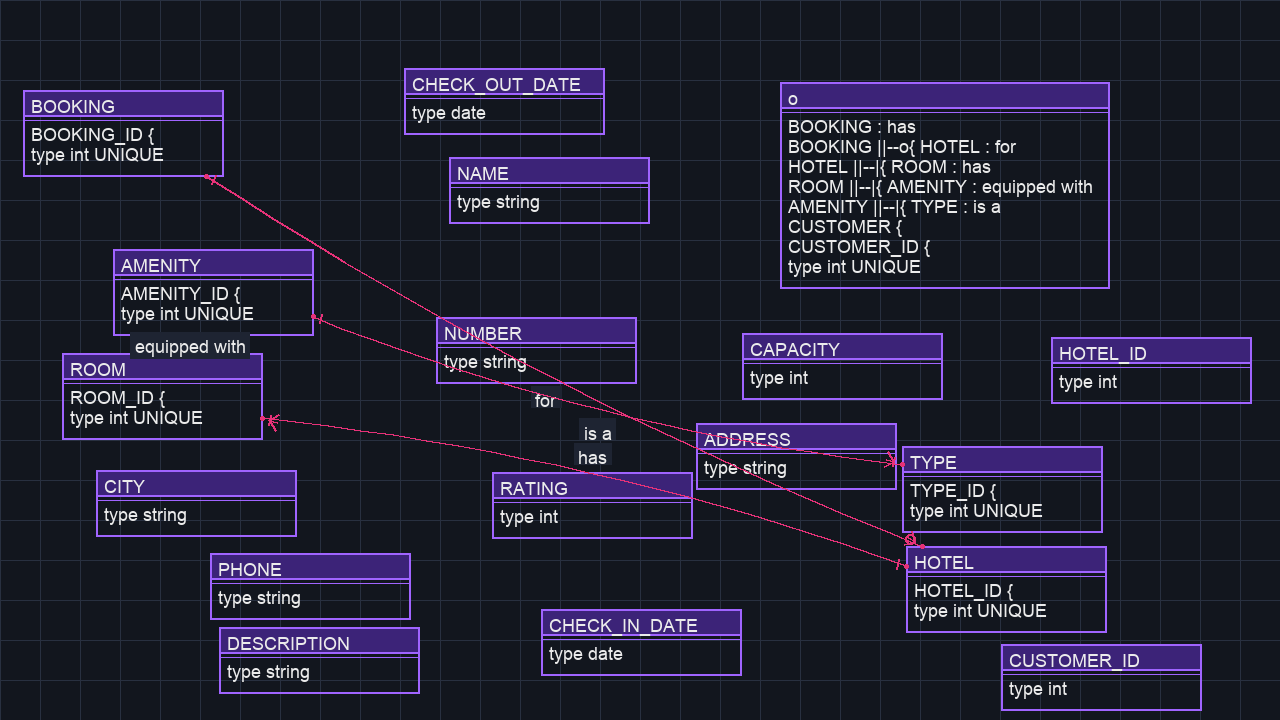 CHECK_OUT_DATE
type date
o
BOOKING : has
BOOKING ||--o{ HOTEL : for
HOTEL ||--|{ ROOM : has
ROOM ||--|{ AMENITY : equipped with
AMENITY ||--|{ TYPE : is a
CUSTOMER {
CUSTOMER_ID {
type int UNIQUE
BOOKING
BOOKING_ID {
type int UNIQUE
NAME
type string
AMENITY
AMENITY_ID {
type int UNIQUE
NUMBER
type string
CAPACITY
type int
HOTEL_ID
type int
equipped with
ROOM
ROOM_ID {
type int UNIQUE
for
is a
has
ADDRESS
type string
TYPE
TYPE_ID {
type int UNIQUE
CITY
type string
RATING
type int
HOTEL
HOTEL_ID {
type int UNIQUE
PHONE
type string
CHECK_IN_DATE
type date
DESCRIPTION
type string
CUSTOMER_ID
type int